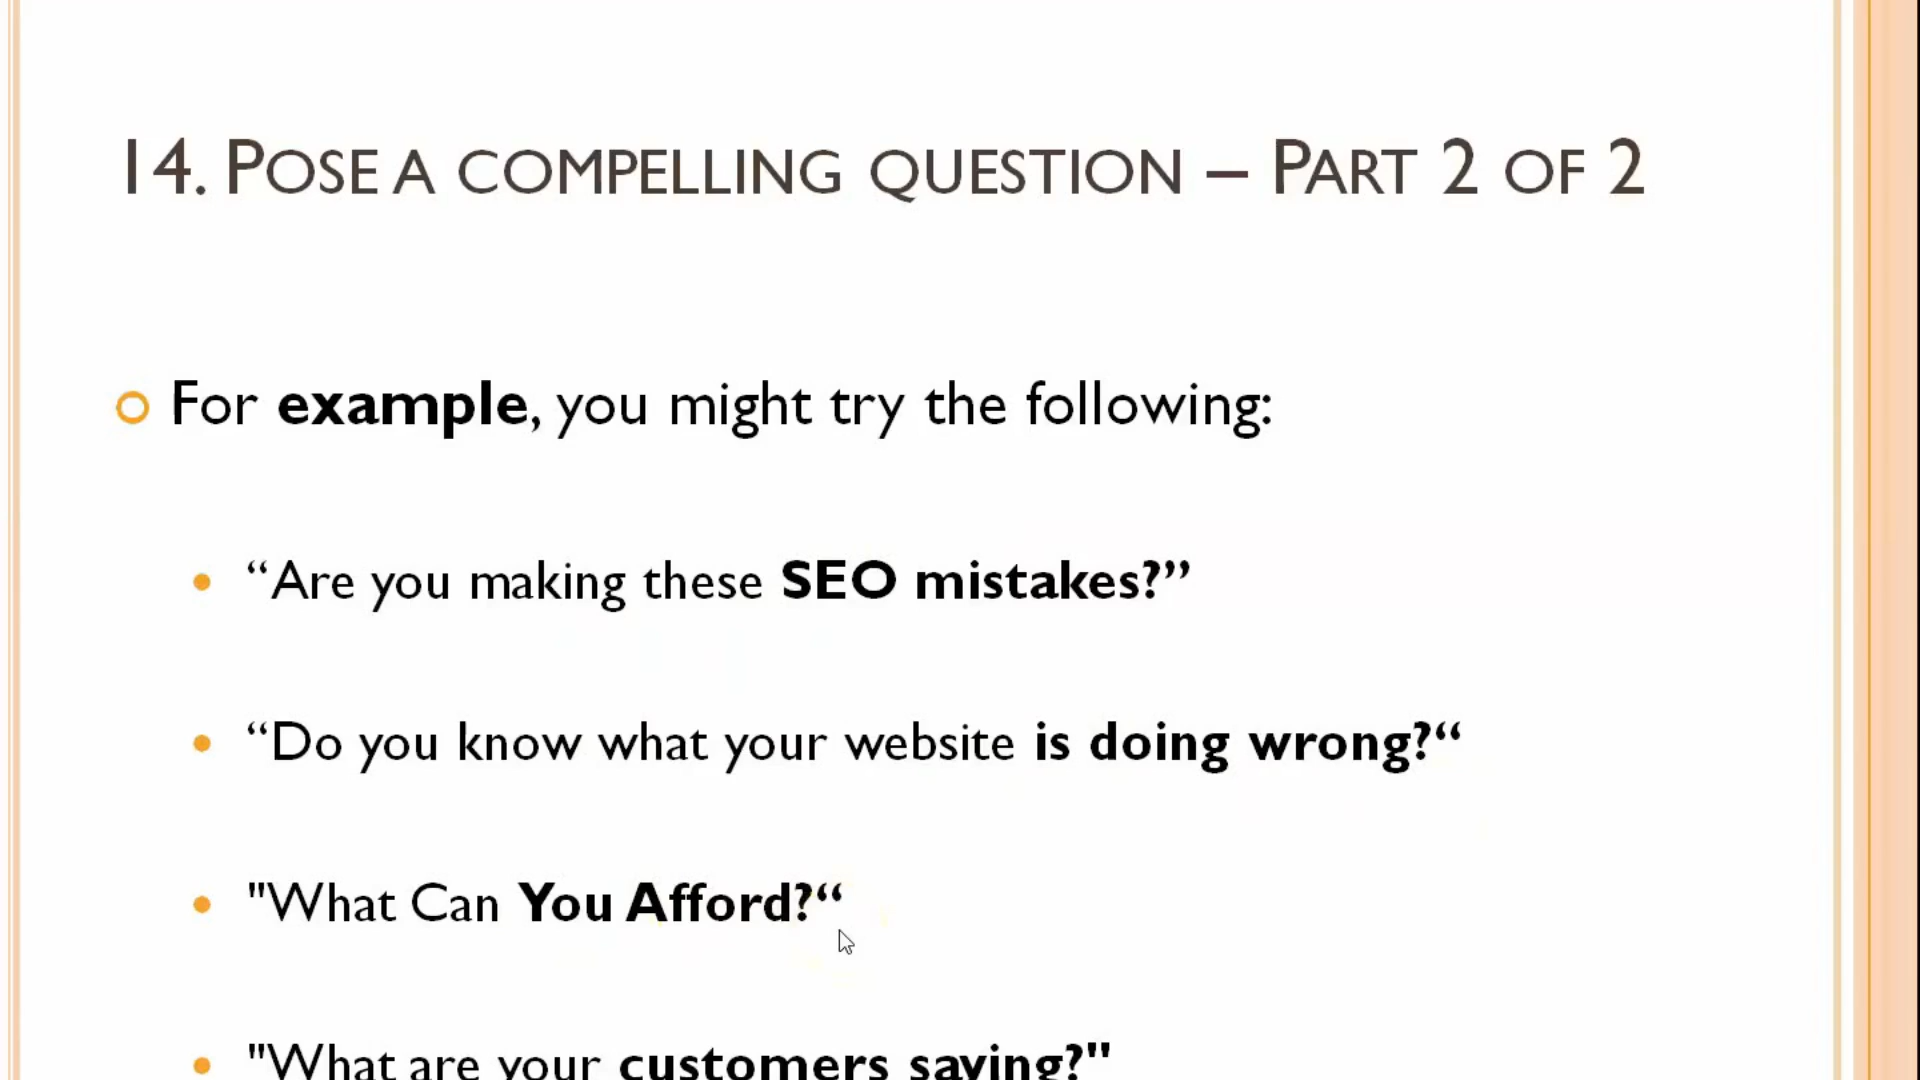 14. POSE A COMPELLING QUESTION – PART 2 OF 2
For example, you might try the following:
“Are you making these SEO mistakes?”
“Do you know what your website is doing wrong?“
"What Can You Afford?“
"What are your customers saying?"